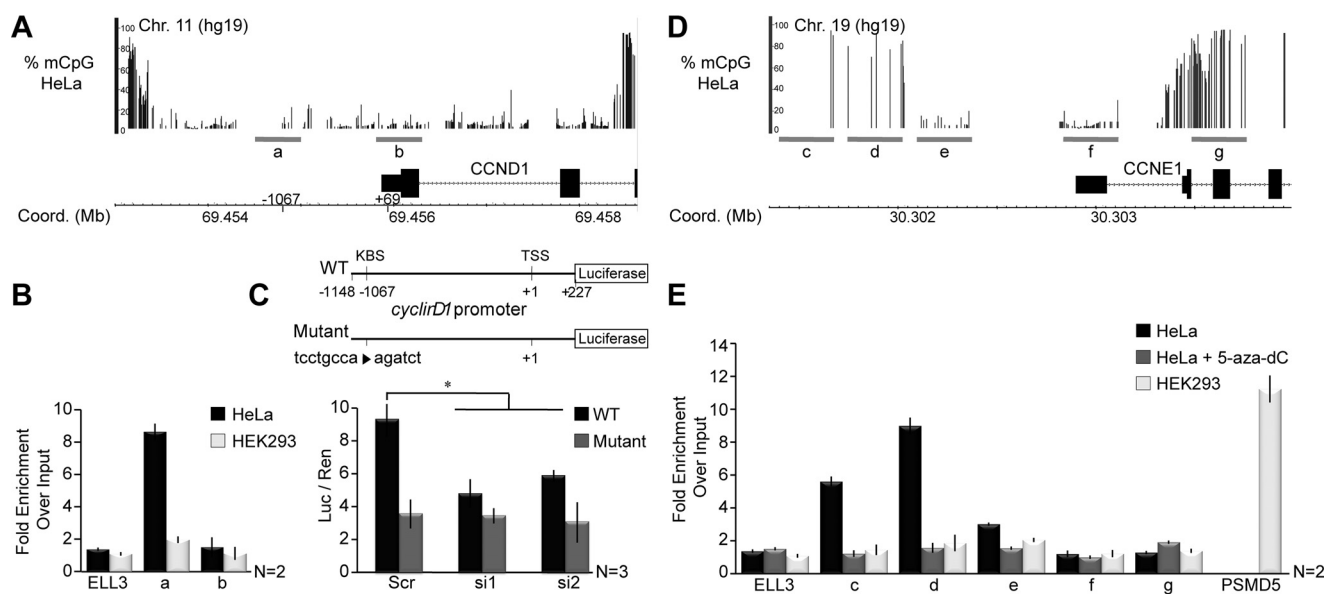 A
Chr. 11 (hg19)
% mCpG
HeLa
100
80
60
40
20
0
a
b
CCND1
-1067
+69
Coord. (Mb)
69.454
69.456
69.458
D
Chr. 19 (hg19)
% mCpG
HeLa
100
80
60
40
20
0
c
d
e
f
g
CCNE1
Coord. (Mb)
30.302
30.303
B
HeLa
HEK293
Fold Enrichment
Over Input
10
8
6
4
2
0
ELL3
a
b
N=2
C
KBS
TSS
WT
Luciferase
-1148
-1067
+1
+227
cyclinD1 promoter
Mutant
Luciferase
tcctgcca
agatct
+1
*
WT
Mutant
Luc / Ren
10
8
6
4
2
0
Scr
si1
si2
N=3
E
HeLa
HeLa + 5-aza-dC
HEK293
Fold Enrichment
Over Input
14
12
10
8
6
4
2
0
ELL3
c
d
e
f
g
PSMD5
N=2